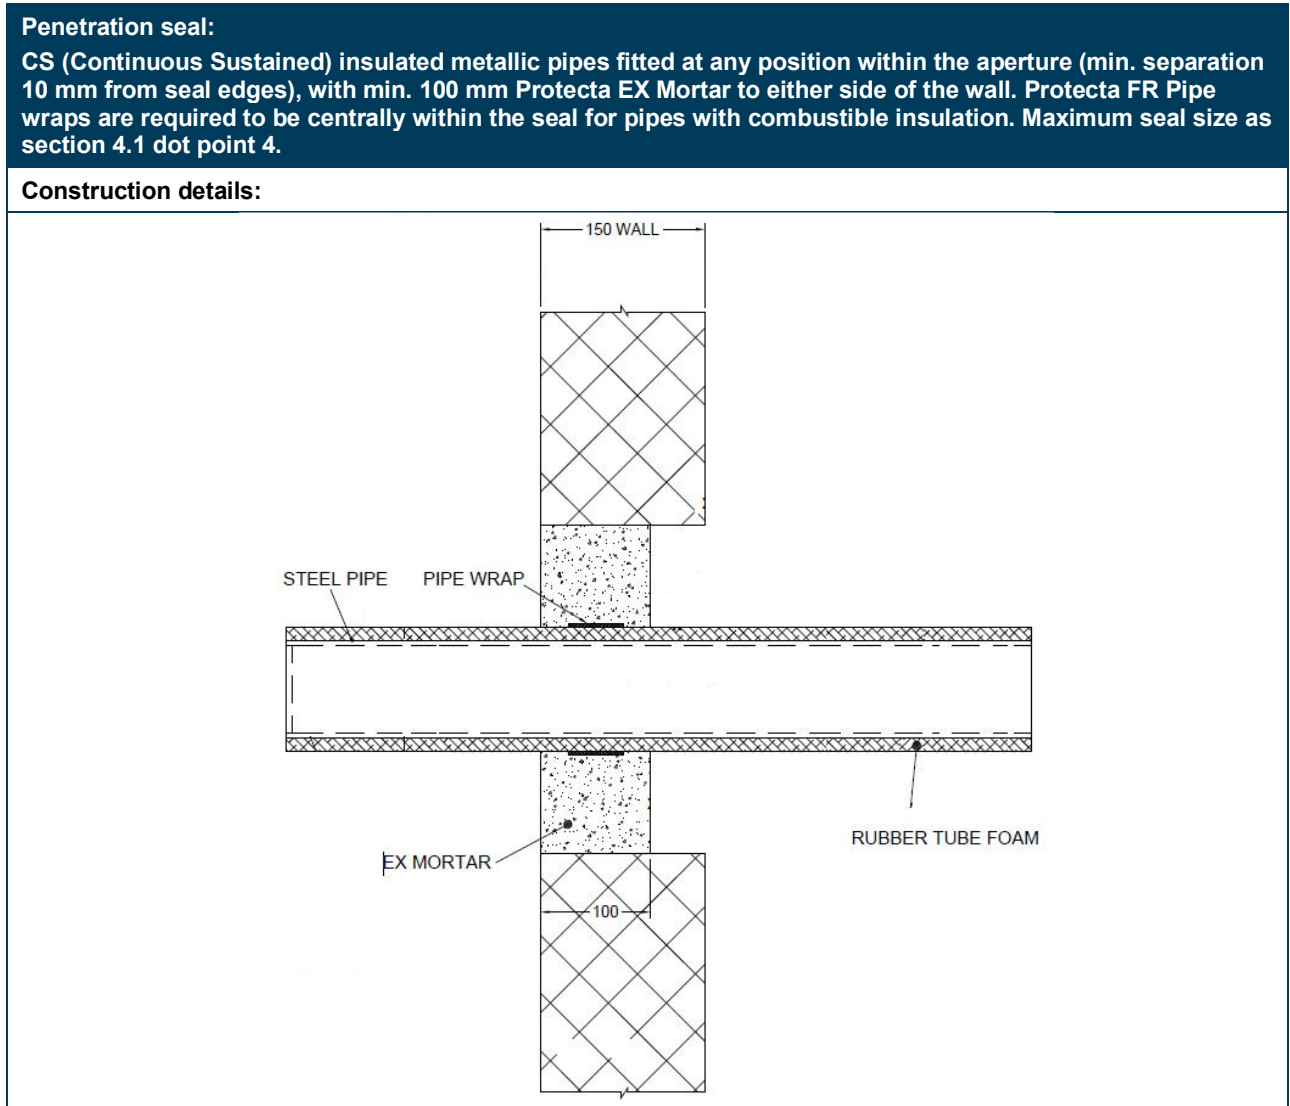 Penetration seal:
CS (Continuous Sustained) insulated metallic pipes fitted at any position within the aperture (min. separation
10 mm from seal edges), with min. 100 mm Protecta EX Mortar to either side of the wall. Protecta FR Pipe
wraps are required to be centrally within the seal for pipes with combustible insulation. Maximum seal size as
section 4.1 dot point 4.
Construction details:
150 WALL
STEEL PIPE
PIPE WRAP
RUBBER TUBE FOAM
EX MORTAR
100